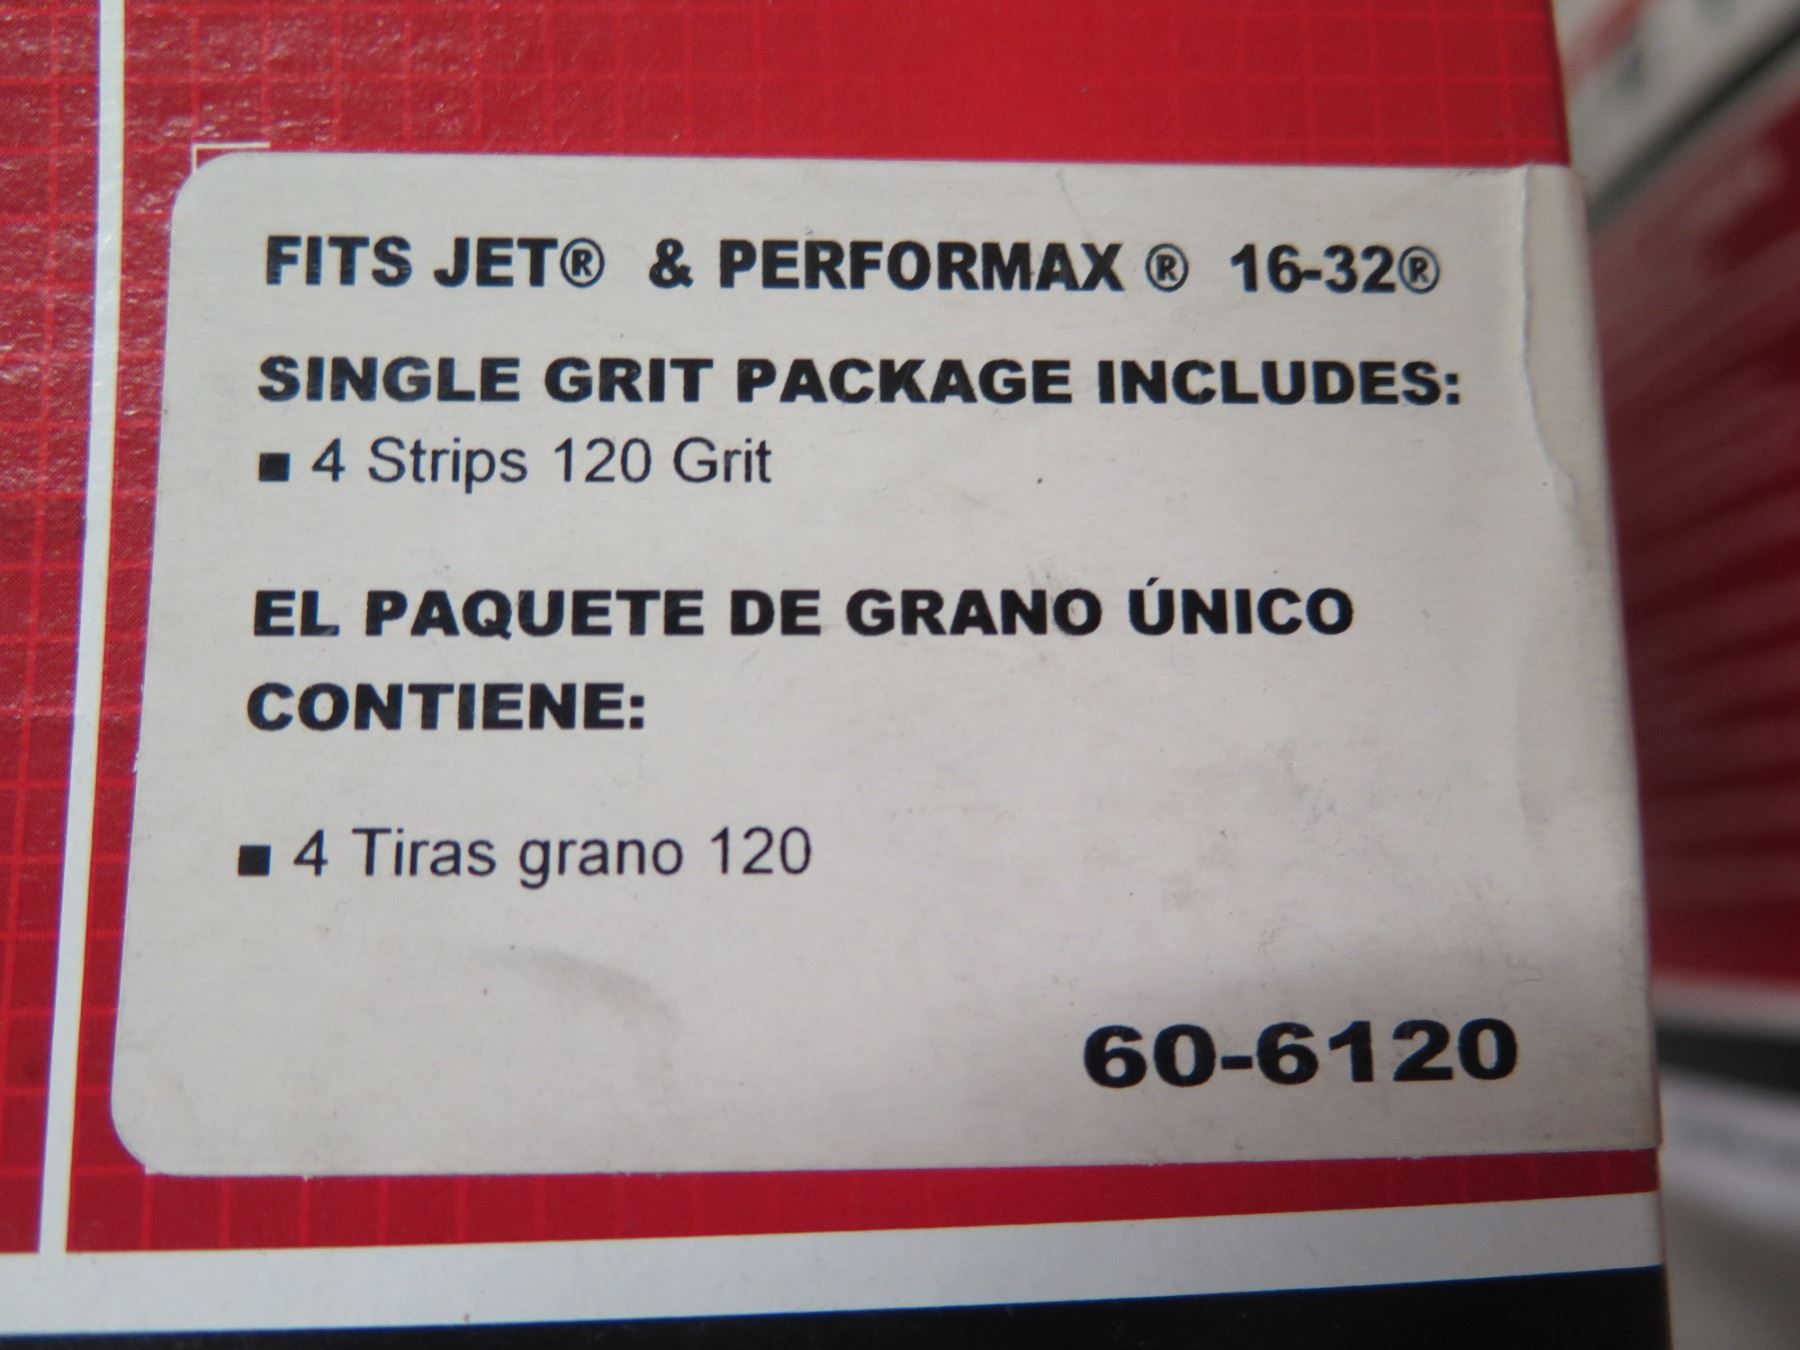 FITS JET® & PERFORMAX ® 16-32®
SINGLE GRIT PACKAGE INCLUDES:
▪ 4 Strips 120 Grit
EL PAQUETE DE GRANO ÚNICO
CONTIENE:
▪ 4 Tiras grano 120
60-6120